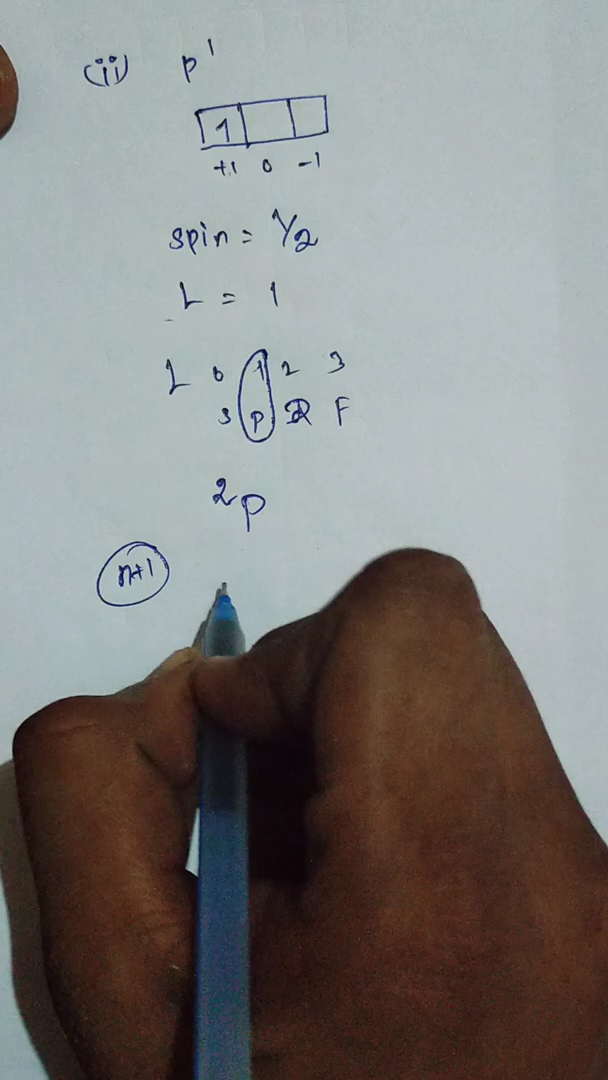 (ii) p¹
1
+1 0 -1
spin = 1/2
L = 1
L 0 1 2 3
S P D F
²P
n+1